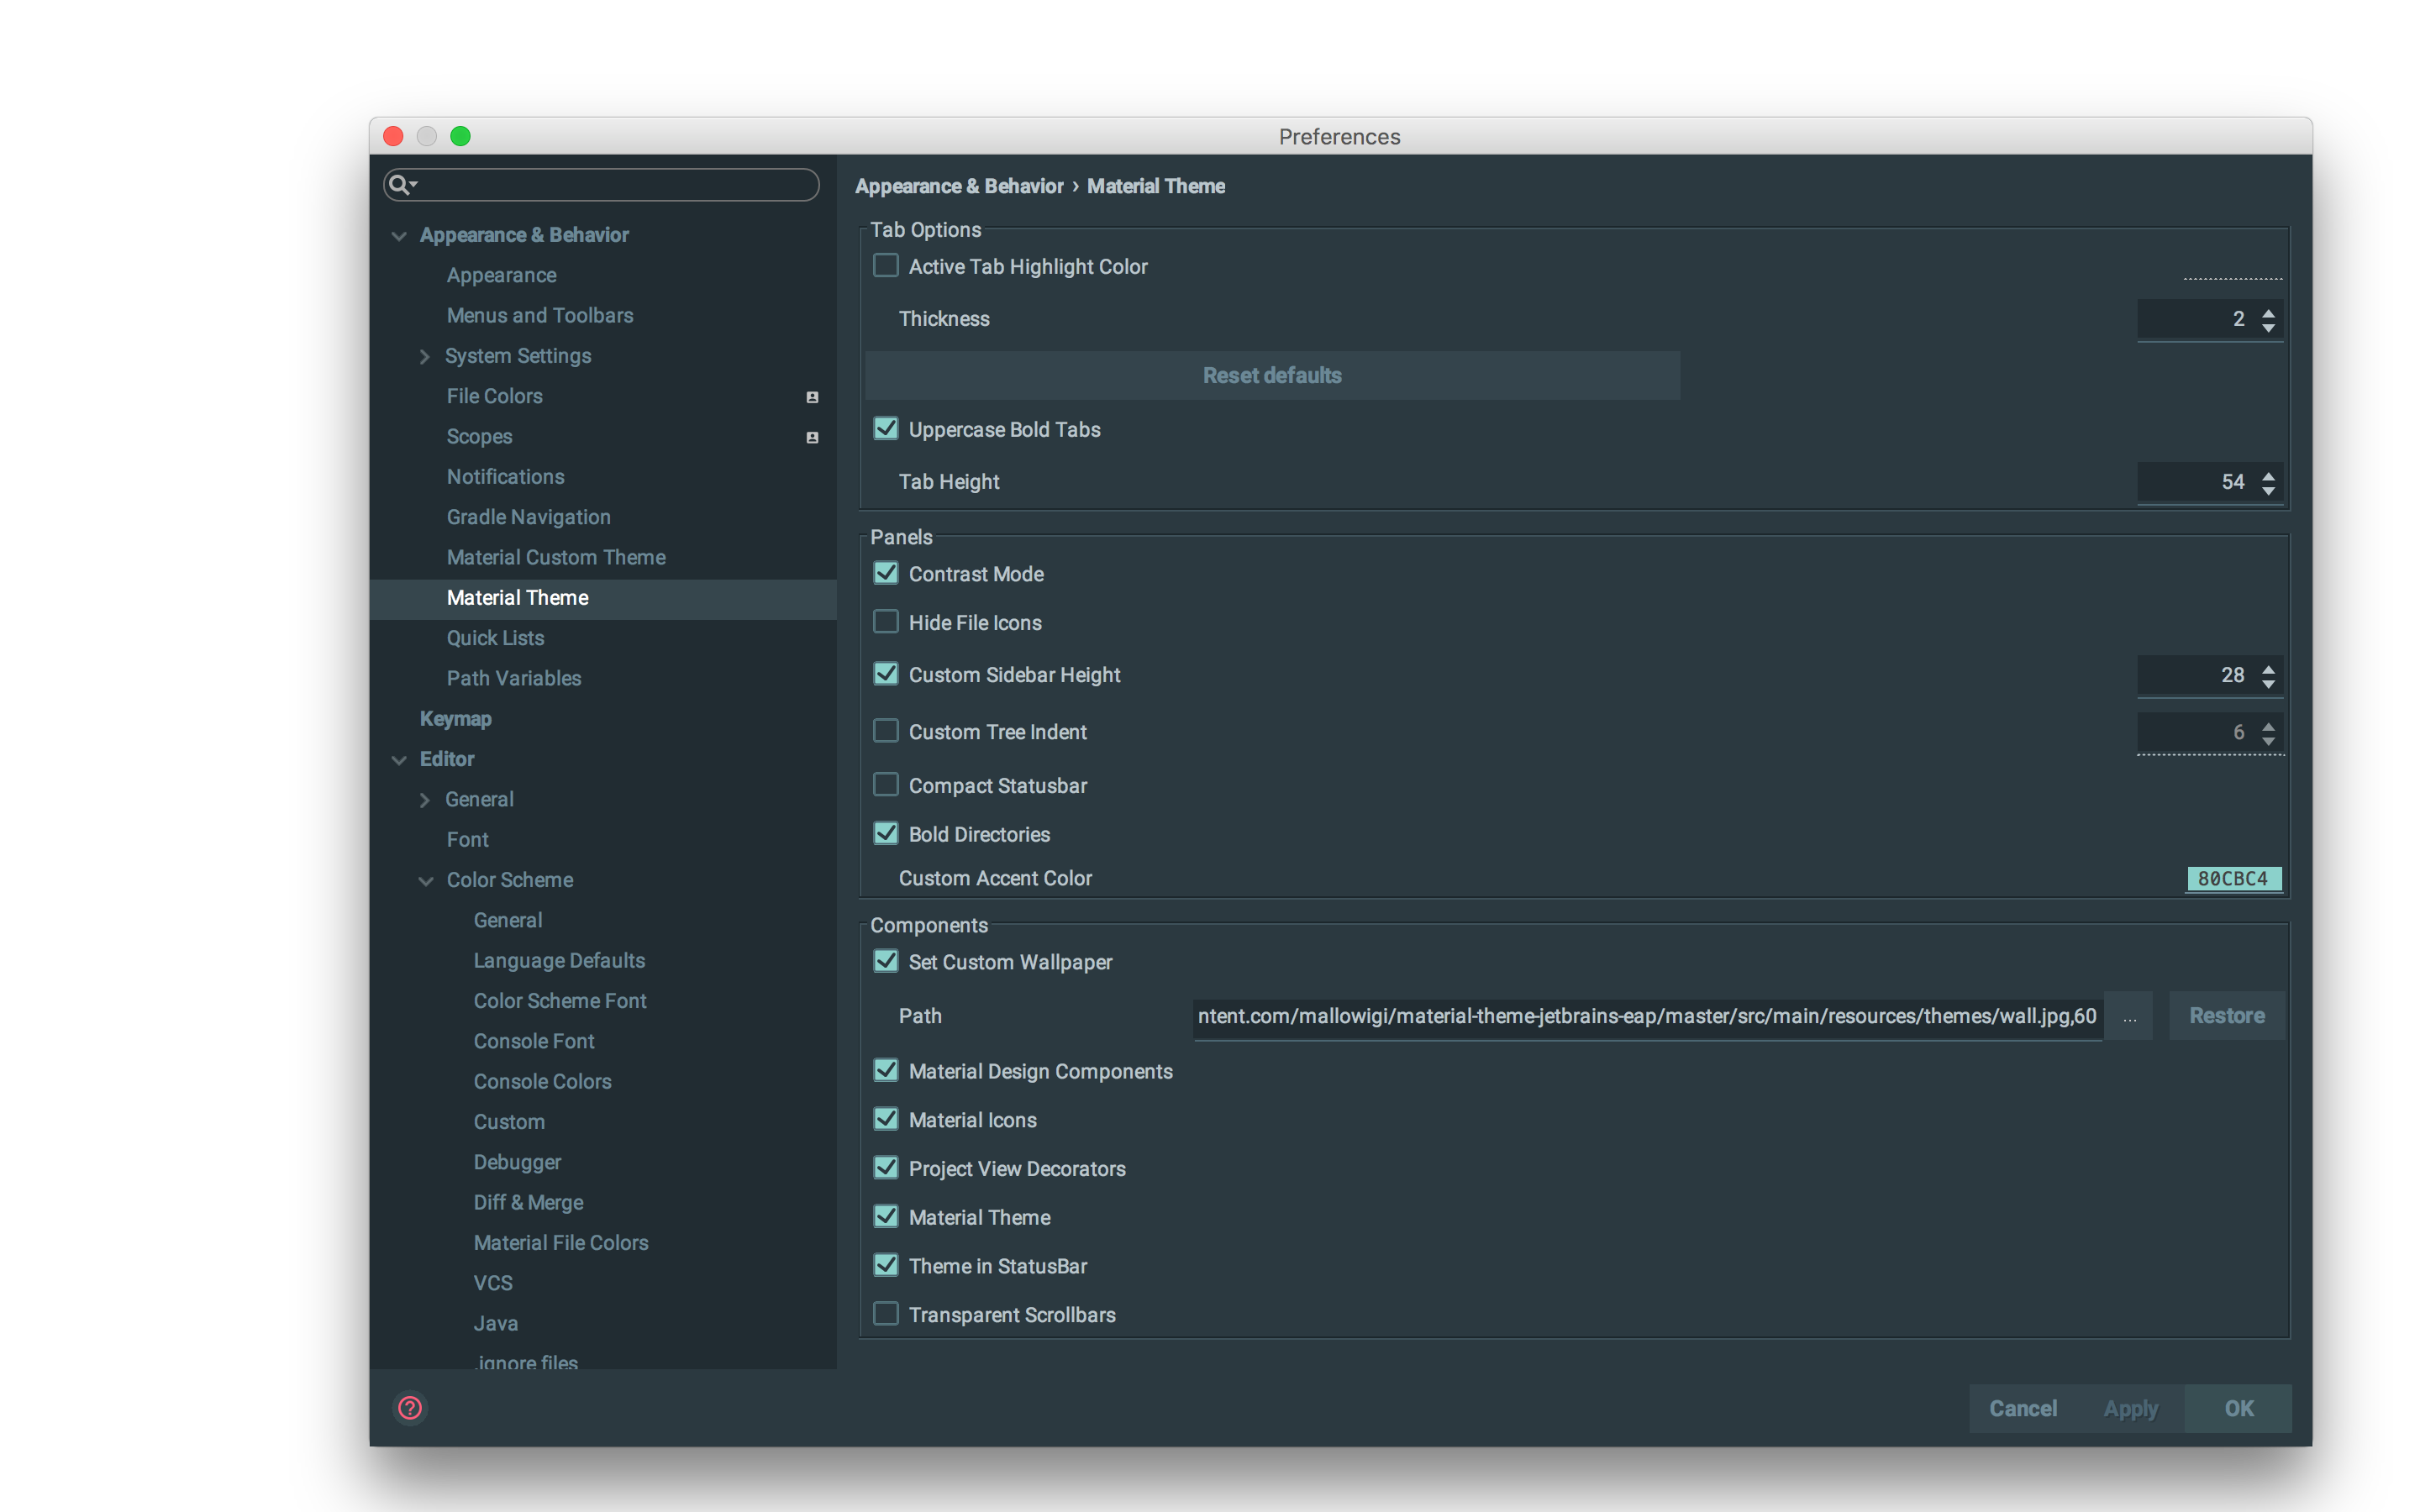 Preferences
Appearance & Behavior
Appearance
Menus and Toolbars
System Settings
File Colors
Scopes
Notifications
Gradle Navigation
Material Custom Theme
Material Theme
Quick Lists
Path Variables
Keymap
Editor
General
Font
Color Scheme
General
Language Defaults
Color Scheme Font
Console Font
Console Colors
Custom
Debugger
Diff & Merge
Material File Colors
VCS
Java
.ignore files
Appearance & Behavior › Material Theme
Tab Options
Active Tab Highlight Color
Thickness 2
Reset defaults
Uppercase Bold Tabs
Tab Height 54
Panels
Contrast Mode
Hide File Icons
Custom Sidebar Height 28
Custom Tree Indent 6
Compact Statusbar
Bold Directories
Custom Accent Color 80CBC4
Components
Set Custom Wallpaper
Path ntent.com/mallowigi/material-theme-jetbrains-eap/master/src/main/resources/themes/wall.jpg,60 ... Restore
Material Design Components
Material Icons
Project View Decorators
Material Theme
Theme in StatusBar
Transparent Scrollbars
? Cancel Apply OK